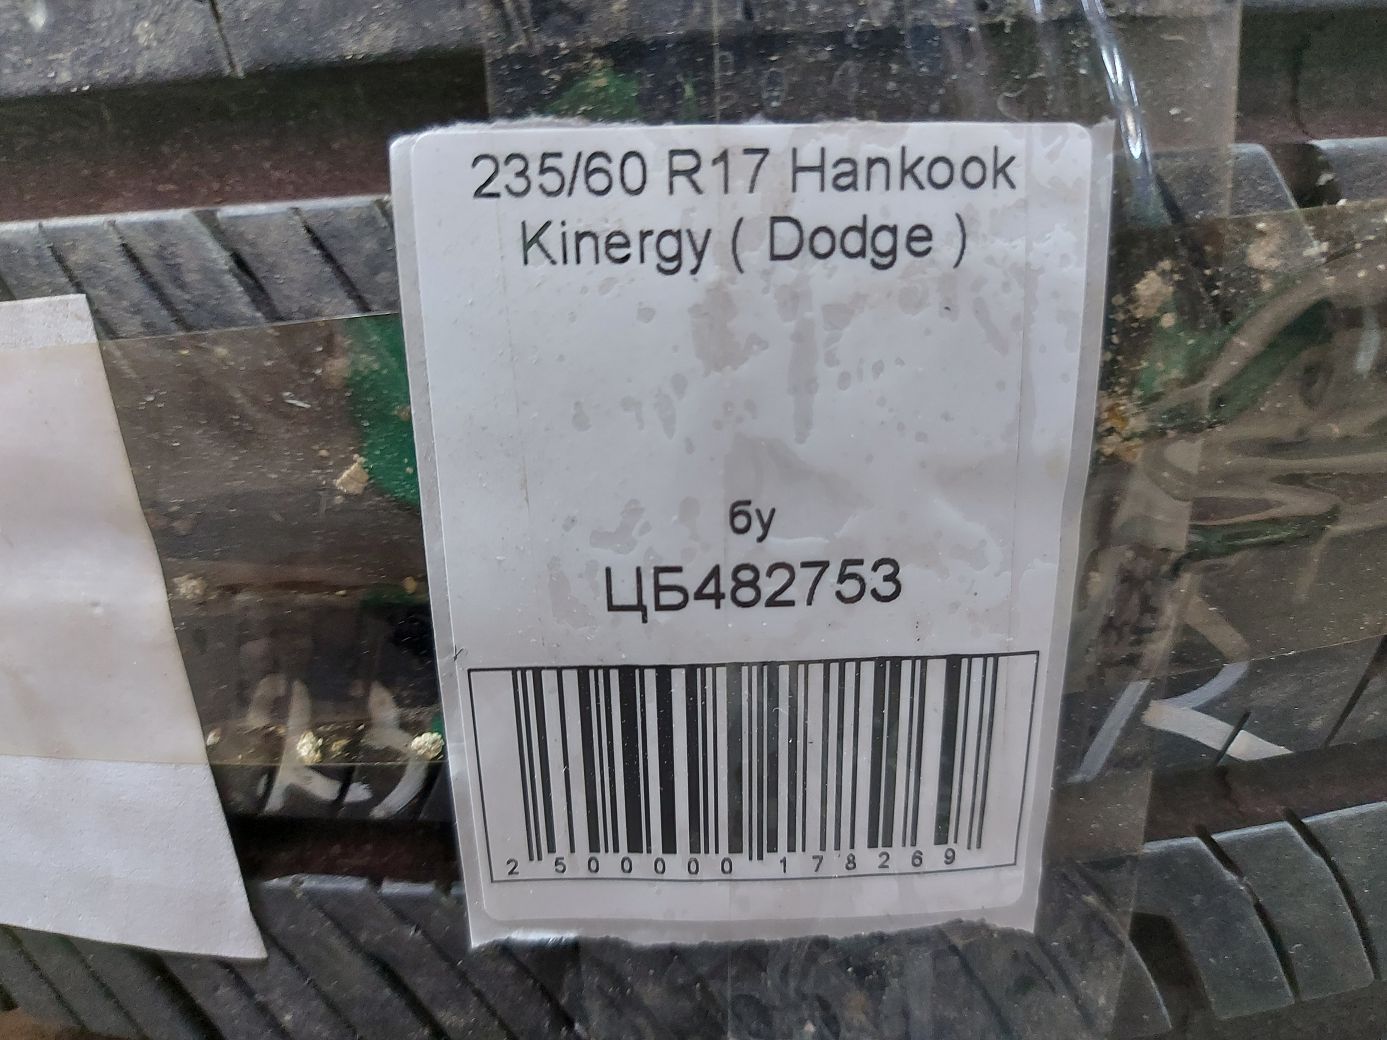 235/60 R17 Hankook
Kinergy ( Dodge )
бу
ЦБ482753
2 500000 178269